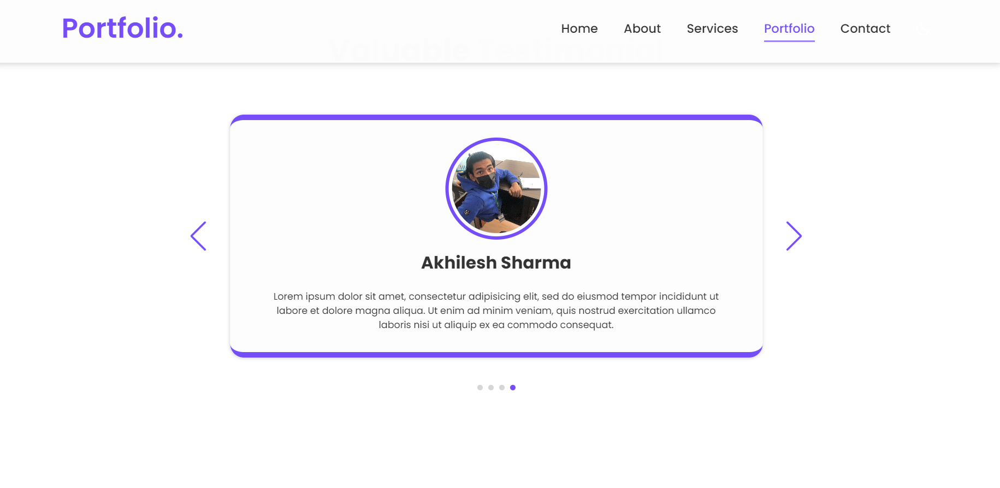 Portfolio.
Home About Services Portfolio Contact
Valuable Testimonial
Akhilesh Sharma
Lorem ipsum dolor sit amet, consectetur adipisicing elit, sed do eiusmod tempor incididunt ut
labore et dolore magna aliqua. Ut enim ad minim veniam, quis nostrud exercitation ullamco
laboris nisi ut aliquip ex ea commodo consequat.